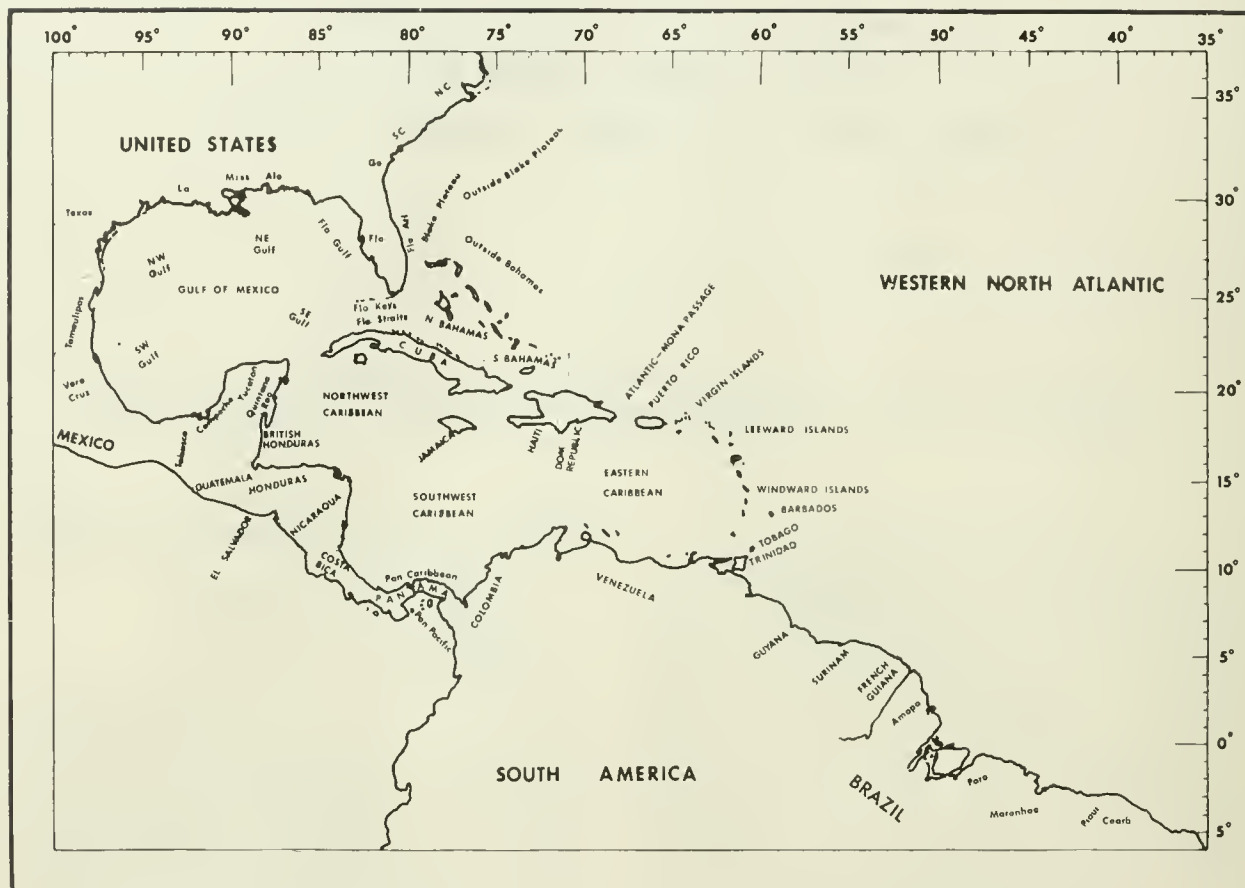 100° 95° 90° 85° 80° 75° 70° 65° 60° 55° 50° 45° 40° 35°
35°
30°
25°
20°
15°
10°
5°
0°
5°
UNITED STATES
N C
S C
Ga
Fla Atl
Blake Plateau
Outside Blake Plateau
Outside Bahamas
Texas
La
Miss
Ala
Fla Gulf
Fla
NW
Gulf
NE
Gulf
GULF OF MEXICO
SE
Gulf
SW
Gulf
Fla Keys
Fla Straits
WESTERN NORTH ATLANTIC
Tamaulipas
Vera
Cruz
MEXICO
Tabasco
Campeche
Yucatan
Quintana
Roo
N BAHAMAS
S BAHAMAS
CUBA
ATLANTIC-MONA PASSAGE
PUERTO RICO
VIRGIN ISLANDS
LEEWARD ISLANDS
WINDWARD ISLANDS
BARBADOS
TOBAGO
TRINIDAD
NORTHWEST
CARIBBEAN
JAMAICA
HAITI
DOM
REPUBLIC
EASTERN
CARIBBEAN
SOUTHWEST
CARIBBEAN
BRITISH
HONDURAS
GUATEMALA
HONDURAS
EL SALVADOR
NICARAGUA
COSTA
RICA
Pan Caribbean
PANAMA
Pan Pacific
COLOMBIA
VENEZUELA
GUYANA
SURINAM
FRENCH
GUIANA
Amapa
SOUTH AMERICA
BRAZIL
Para
Maranhao
Piaui
Cearb